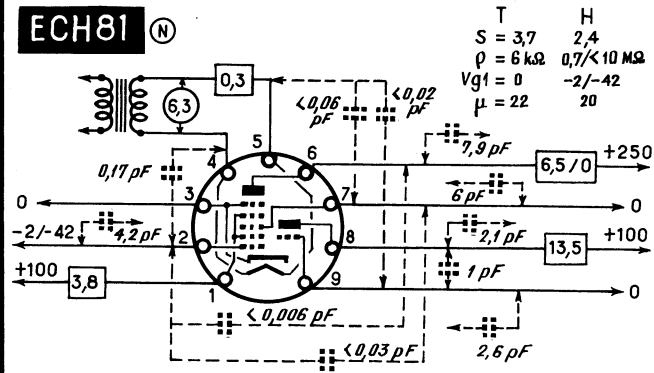 ECH81 N
T H
S = 3,7 2,4
ρ = 6 kΩ 0,7/<10 MΩ
Vg1 = 0 -2/-42
μ = 22 20
0,3
6,3
<0,06 pF
<0,02 pF
7,9 pF
5
4 6
0,17 pF
6,5/0 +250
3 7
0 6 pF 0
-2/-42 4,2 pF
2 8
2,1 pF
13,5 +100
+100 3,8
1 pF
1 9
0
<0,006 pF
<0,03 pF
2,6 pF